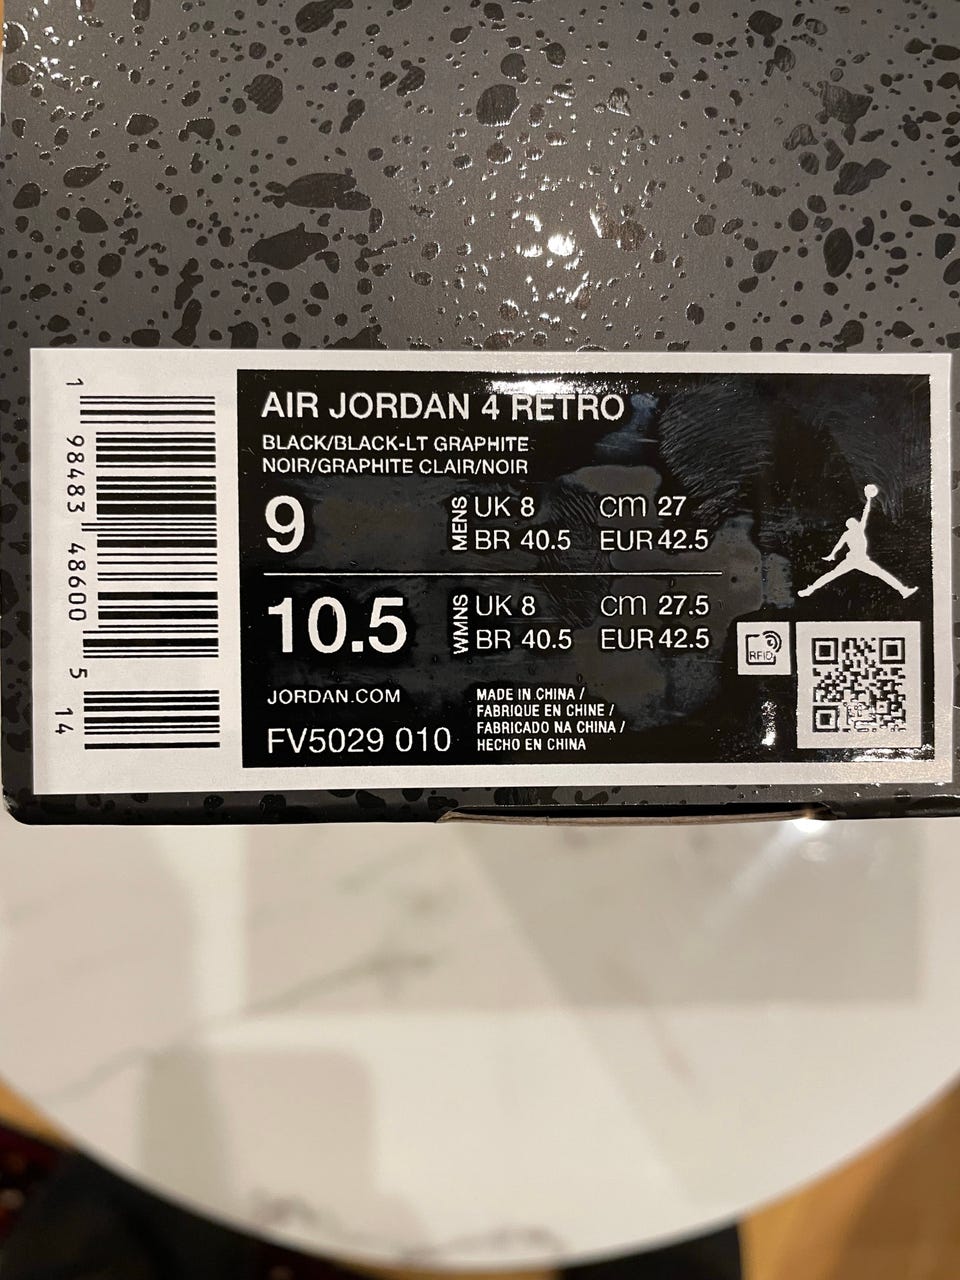 1 98483 48600 5 14
AIR JORDAN 4 RETRO
BLACK/BLACK-LT GRAPHITE
NOIR/GRAPHITE CLAIR/NOIR
9 MENS UK 8 cm 27
BR 40.5 EUR 42.5
10.5 WMNS UK 8 cm 27.5
BR 40.5 EUR 42.5
RFID
JORDAN.COM
FV5029 010
MADE IN CHINA /
FABRIQUE EN CHINE /
FABRICADO NA CHINA /
HECHO EN CHINA